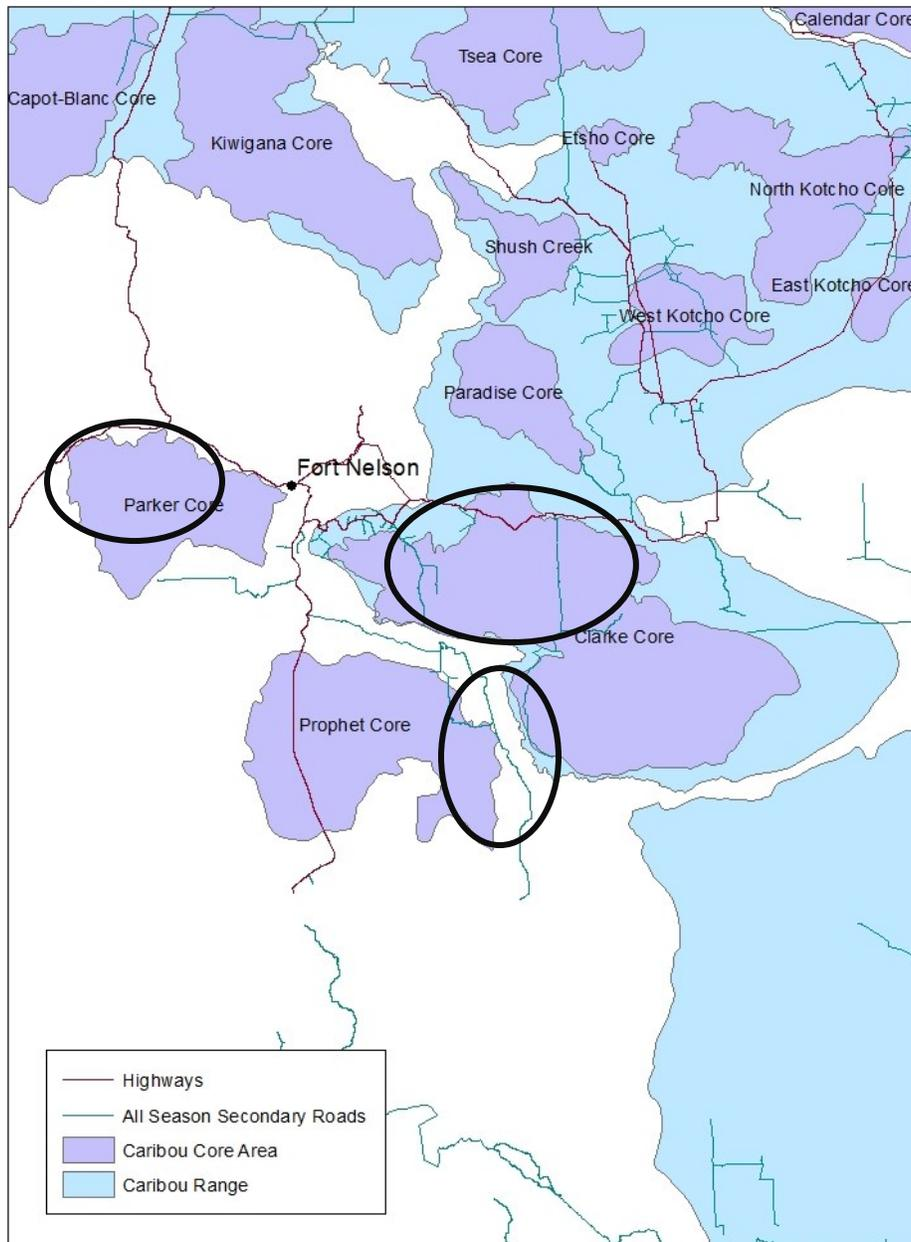 Calendar Core
Tsea Core
Capot-Blanc Core
Etsho Core
Kiwigana Core
North Kotcho Core
Shush Creek
East Kotcho Core
West Kotcho Core
Paradise Core
Fort Nelson
Parker Core
Clarke Core
Prophet Core
Highways
All Season Secondary Roads
Caribou Core Area
Caribou Range